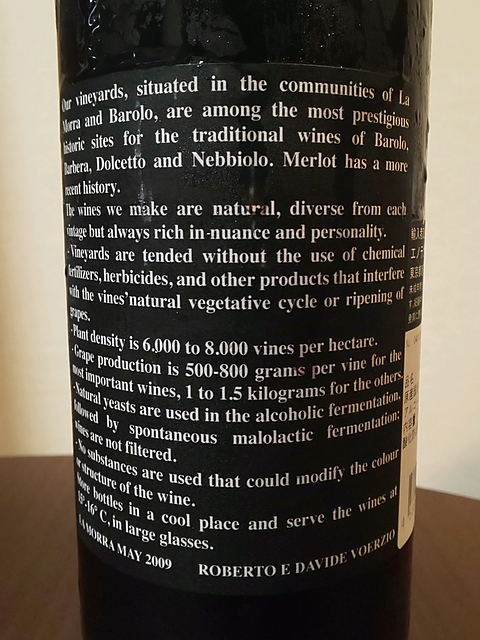 Our vineyards, situated in the communities of La
Morra and Barolo, are among the most prestigious
historic sites for the traditional wines of Barolo,
Barbera, Dolcetto and Nebbiolo. Merlot has a more
recent history.
The wines we make are natural, diverse from each
vintage but always rich in nuance and personality.
- Vineyards are tended without the use of chemical
fertilizers, herbicides, and other products that interfere
with the vines'natural vegetative cycle or ripening of
grapes.
- Plant density is 6.000 to 8.000 vines per hectare.
- Grape production is 500-800 grams per vine for the
most important wines, 1 to 1.5 kilograms for the others.
- Natural yeasts are used in the alcoholic fermentation,
followed by spontaneous malolactic fermentation;
wines are not filtered.
- No substances are used that could modify the colour
or structure of the wine.
Store bottles in a cool place and serve the wines at
15°-16° C, in large glasses.
LA MORRA MAY 2009 ROBERTO E DAVIDE VOERZIO